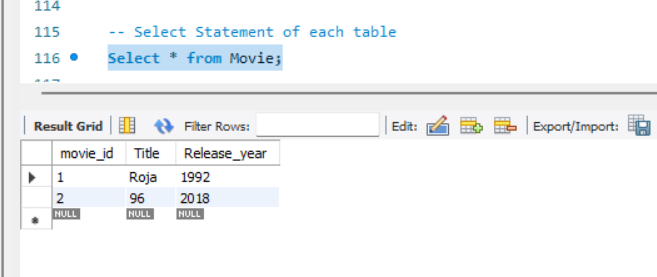 114
115 -- Select Statement of each table
116 Select * from Movie;
Result Grid Filter Rows: Edit: Export/Import:
movie_id Title Release_year
1 Roja 1992
2 96 2018
NULL NULL NULL